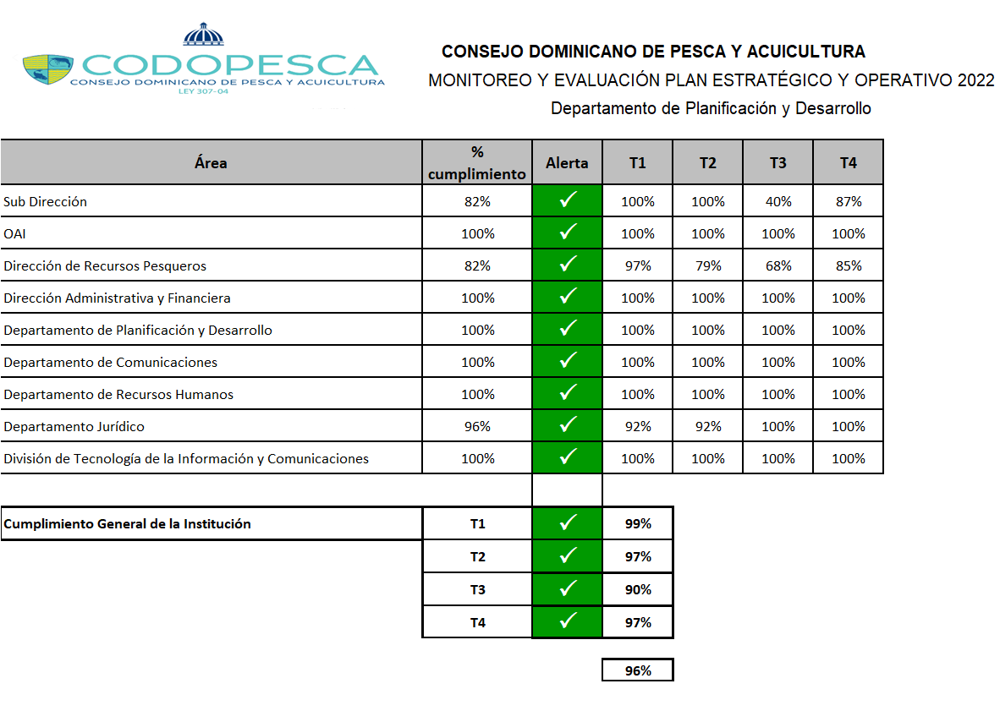 CODOPESCA
CONSEJO DOMINICANO DE PESCA Y ACUICULTURA
LEY 307-04
CONSEJO DOMINICANO DE PESCA Y ACUICULTURA
MONITOREO Y EVALUACIÓN PLAN ESTRATÉGICO Y OPERATIVO 2022
Departamento de Planificación y Desarrollo
Área % cumplimiento Alerta T1 T2 T3 T4
Sub Dirección 82% ✓ 100% 100% 40% 87%
OAI 100% ✓ 100% 100% 100% 100%
Dirección de Recursos Pesqueros 82% ✓ 97% 79% 68% 85%
Dirección Administrativa y Financiera 100% ✓ 100% 100% 100% 100%
Departamento de Planificación y Desarrollo 100% ✓ 100% 100% 100% 100%
Departamento de Comunicaciones 100% ✓ 100% 100% 100% 100%
Departamento de Recursos Humanos 100% ✓ 100% 100% 100% 100%
Departamento Jurídico 96% ✓ 92% 92% 100% 100%
División de Tecnología de la Información y Comunicaciones 100% ✓ 100% 100% 100% 100%
Cumplimiento General de la Institución T1 ✓ 99%
T2 ✓ 97%
T3 ✓ 90%
T4 ✓ 97%
96%